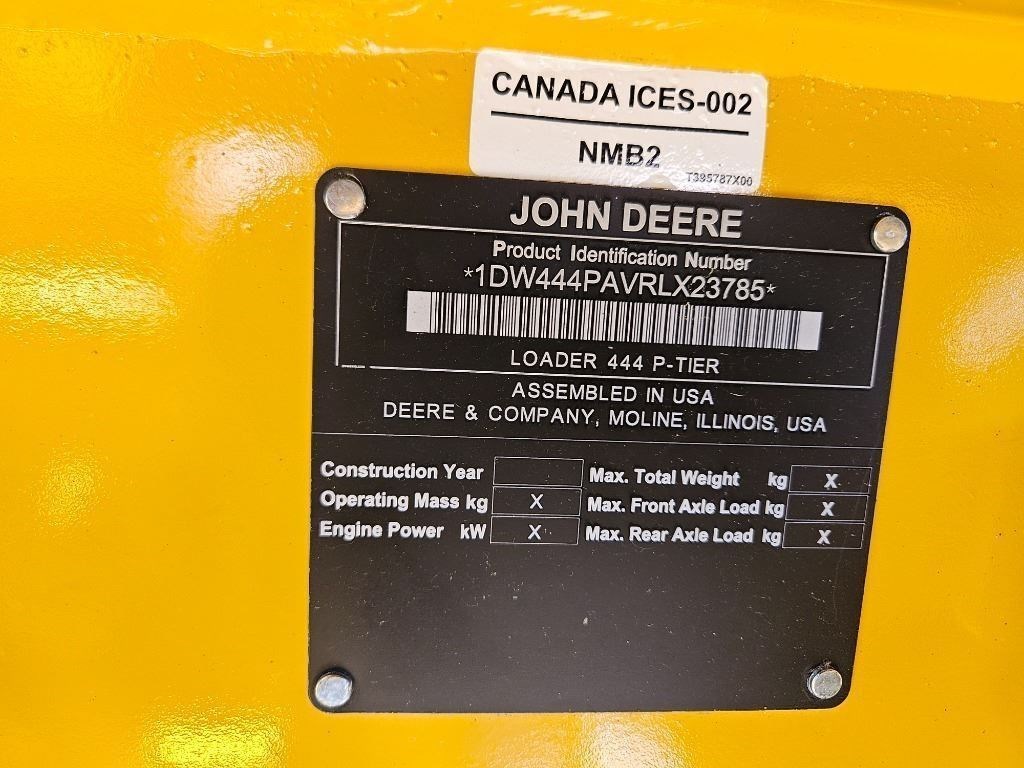 CANADA ICES-002
NMB2
T395787X00
JOHN DEERE
Product Identification Number
*1DW444PAVRLX23785*
LOADER 444 P-TIER
ASSEMBLED IN USA
DEERE & COMPANY, MOLINE, ILLINOIS, USA
Construction Year
Max. Total Weight kg X
Operating Mass kg X
Max. Front Axle Load kg X
Engine Power kW X
Max. Rear Axle Load kg X